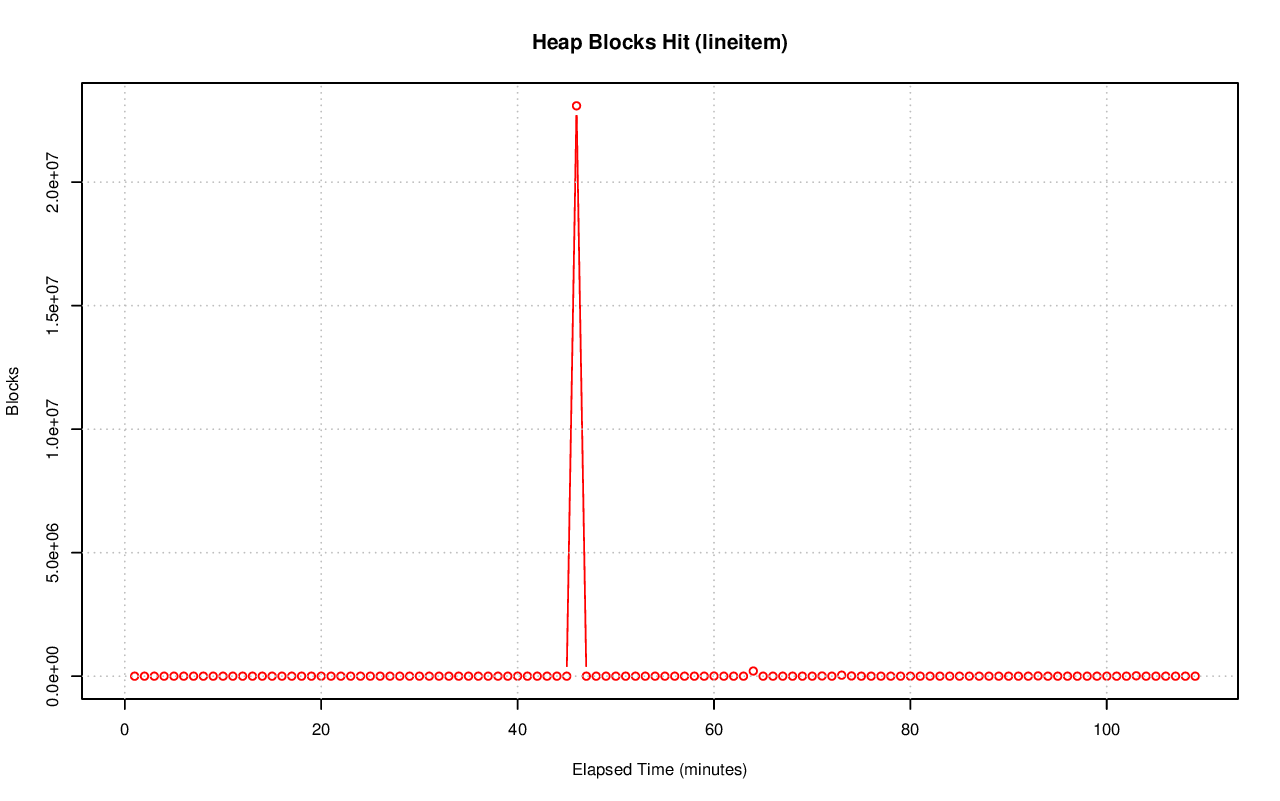 Heap Blocks Hit (lineitem)
Blocks
2.0e+07
1.5e+07
1.0e+07
5.0e+06
0.0e+00
0 20 40 60 80 100
Elapsed Time (minutes)